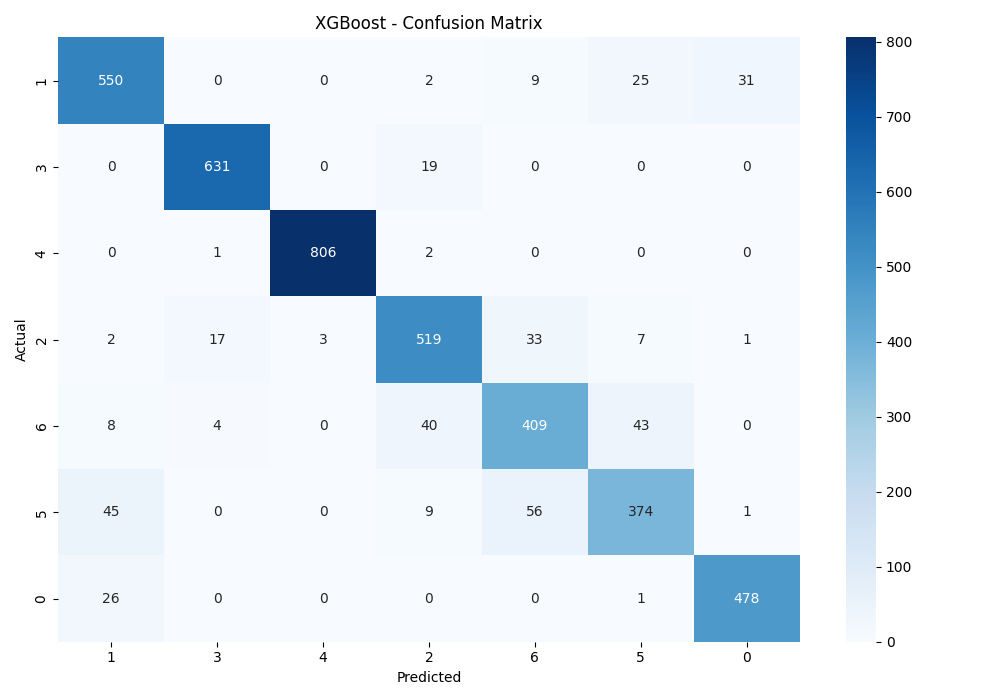 XGBoost - Confusion Matrix
1 550 0 0 2 9 25 31
3 0 631 0 19 0 0 0
4 0 1 806 2 0 0 0
2 2 17 3 519 33 7 1
6 8 4 0 40 409 43 0
5 45 0 0 9 56 374 1
0 26 0 0 0 0 1 478
Actual
1 3 4 2 6 5 0
Predicted
800
700
600
500
400
300
200
100
0